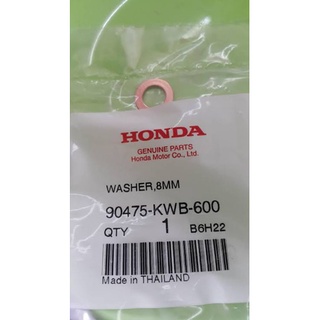 HONDA
GENUINE PARTS
Honda Motor Co., Ltd.
WASHER,8MM
90475-KWB-600
QTY 1 B6H22
Made in THAILAND